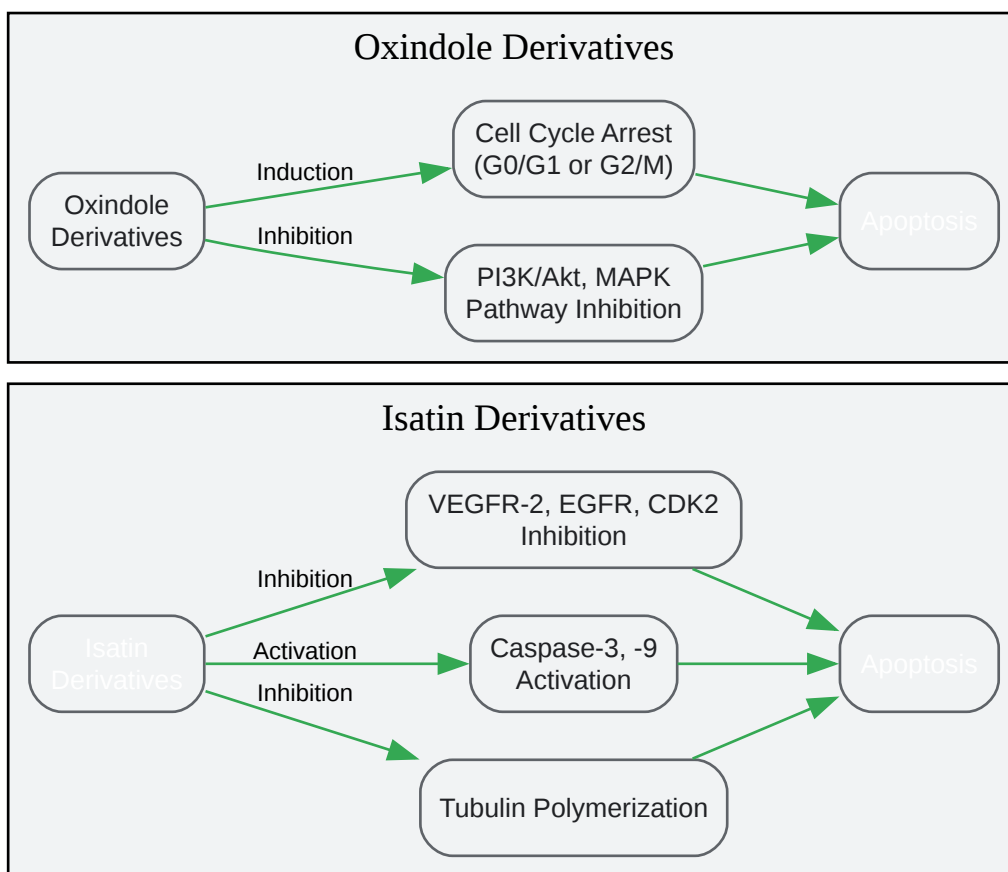 Oxindole Derivatives
Cell Cycle Arrest
(G0/G1 or G2/M)
Induction
Oxindole
Derivatives
Apoptosis
Inhibition
PI3K/Akt, MAPK
Pathway Inhibition
Isatin Derivatives
VEGFR-2, EGFR, CDK2
Inhibition
Inhibition
Isatin
Derivatives
Activation
Caspase-3, -9
Activation
Apoptosis
Inhibition
Tubulin Polymerization